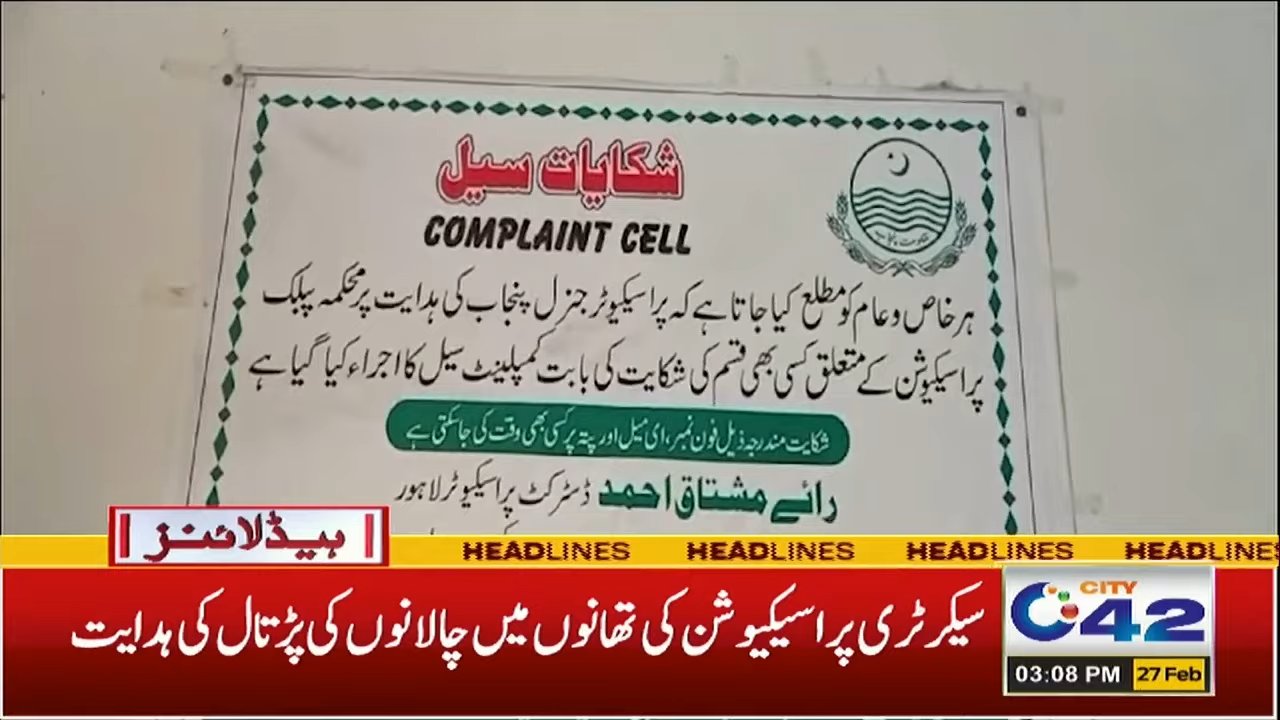 شکایات سیل
COMPLAINT CELL
حکومت پنجاب
ہر خاص و عام کو مطلع کیا جاتا ہے کہ پراسیکیوٹر جنرل پنجاب کی ہدایت پر محکمہ پبلک
پراسیکیوشن کے متعلق کسی بھی قسم کی شکایت کی بابت کمپلینٹ سیل کا اجراء کیا گیا ہے
شکایت مندرجہ ذیل فون نمبر، ای میل اور پتہ پر کسی بھی وقت کی جاسکتی ہے
رائے مشتاق احمد ڈسٹرکٹ پراسیکیوٹر لاہور
ہیڈلائنز
HEADLINES HEADLINES HEADLINES HEADLINES
سیکرٹری پراسیکیوشن کی تھانوں میں چالانوں کی پڑتال کی ہدایت
CITY
42
03:08 PM 27 Feb